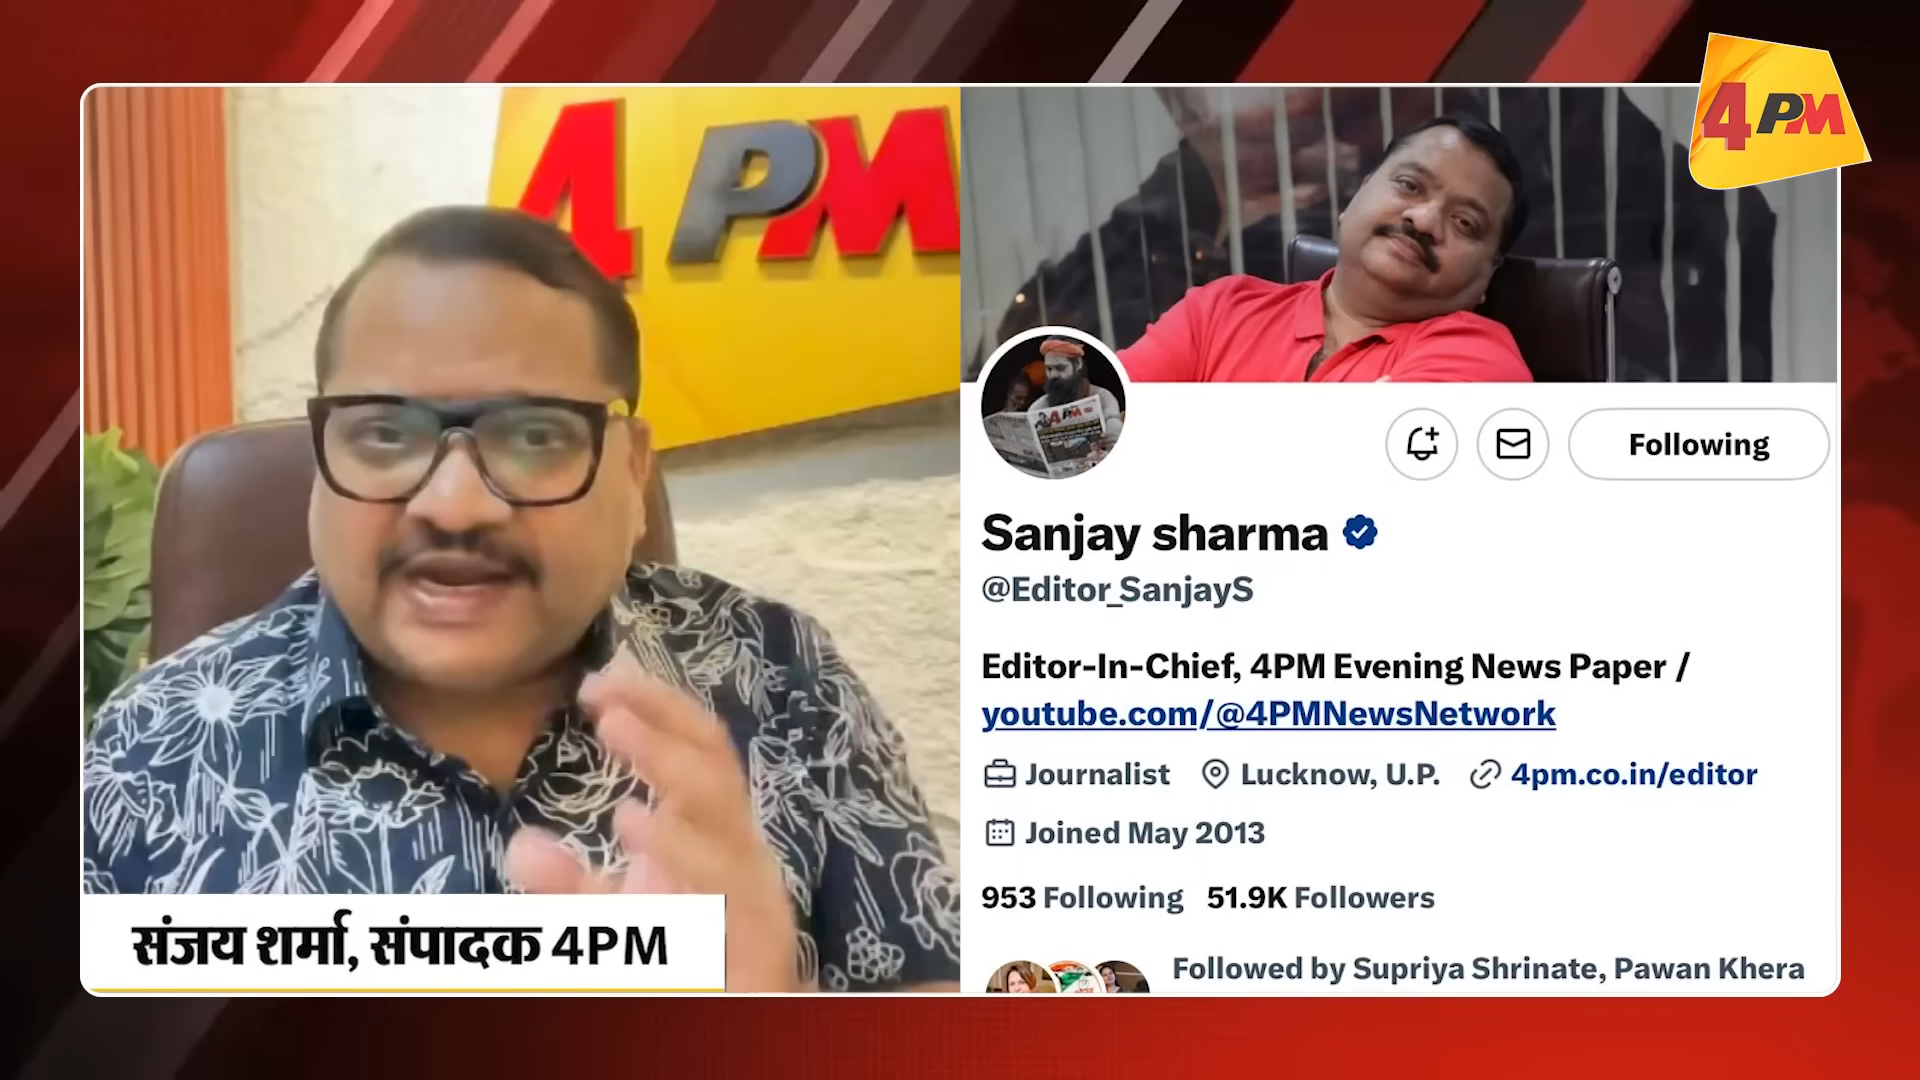 4PM
4PM
Following
Sanjay sharma
@Editor_SanjayS
Editor-In-Chief, 4PM Evening News Paper /
youtube.com/@4PMNewsNetwork
Journalist Lucknow, U.P. 4pm.co.in/editor
Joined May 2013
953 Following 51.9K Followers
Followed by Supriya Shrinate, Pawan Khera
संजय शर्मा, संपादक 4PM